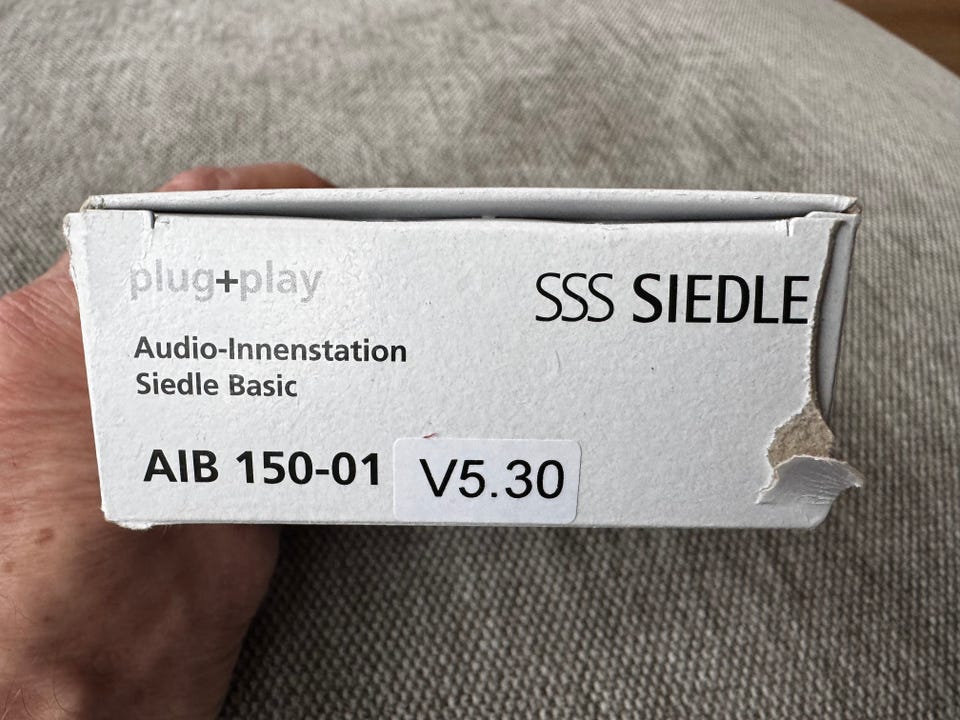 plug+play
SSS SIEDLE
Audio-Innenstation
Siedle Basic
AIB 150-01
V5.30